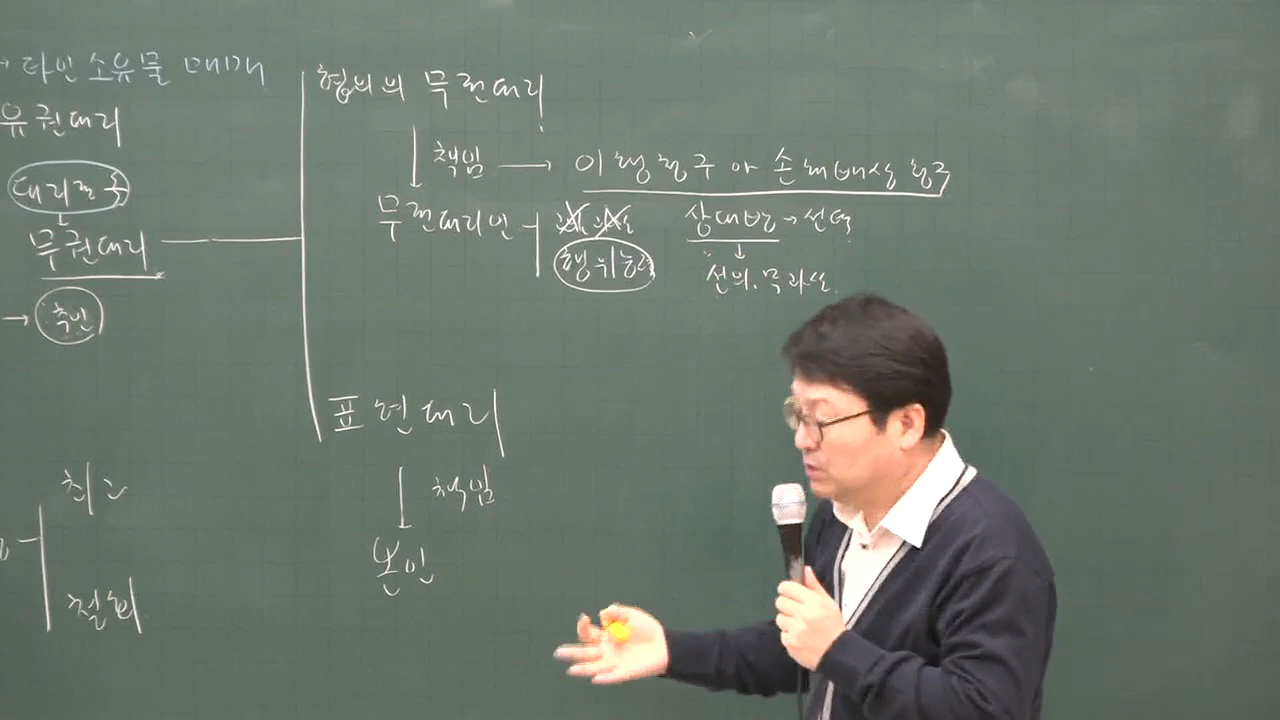 → 타인 소유물 매매
유권대리
대리권 ×
무권대리
→ 추인
최고
철회
협의의 무권대리
책임 → 이행청구 or 손해배상 청구
무권대리인
행위능력
상대방 → 선택
선의·무과실
표현대리
책임
본인